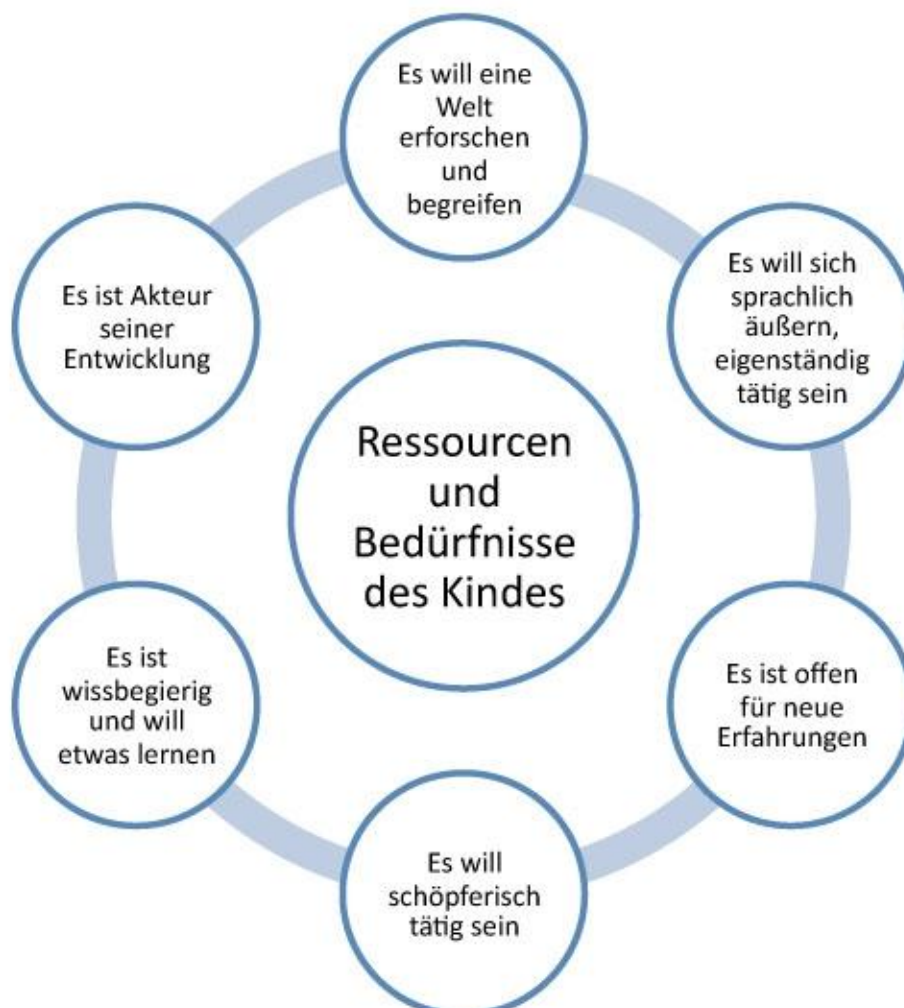 Es will eine
Welt
erforschen
und
begreifen
Es will sich
sprachlich
äußern,
eigenständig
tätig sein
Es ist offen
für neue
Erfahrungen
Es will
schöpferisch
tätig sein
Es ist
wissbegierig
und will
etwas lernen
Es ist Akteur
seiner
Entwicklung
Ressourcen
und
Bedürfnisse
des Kindes